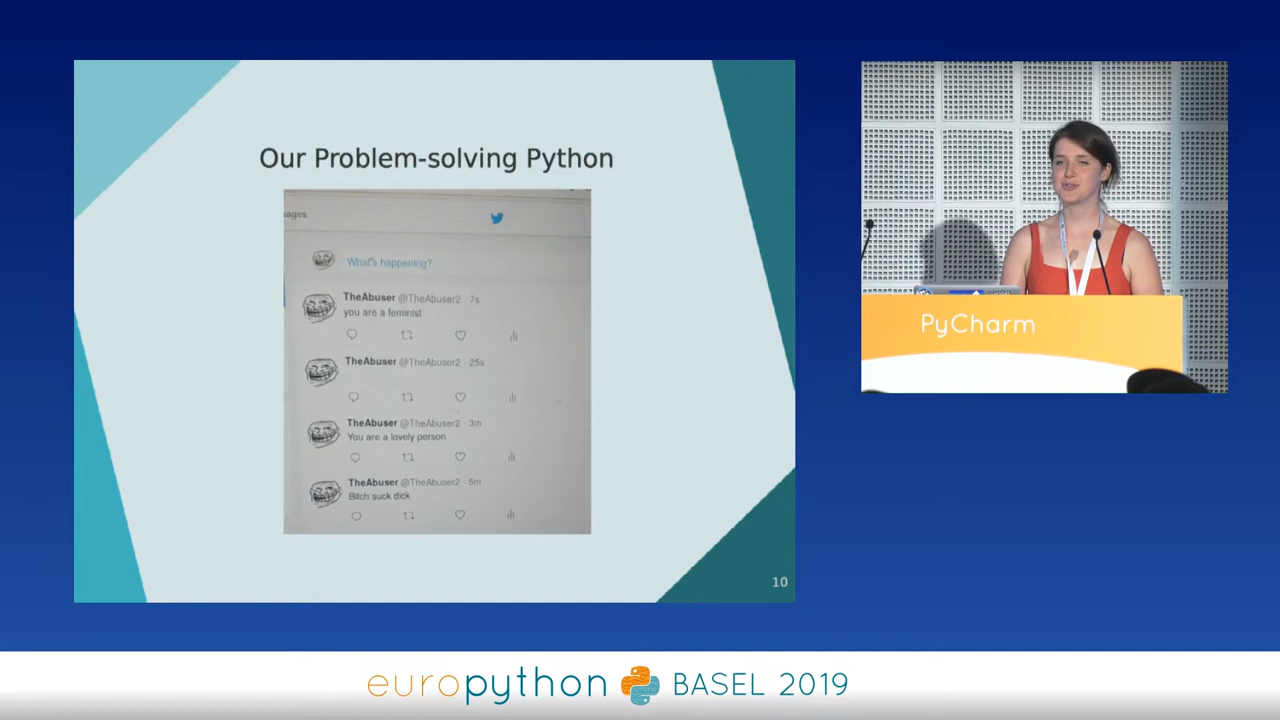 Our Problem-solving Python
sages
What's happening?
TheAbuser @TheAbuser2 · 7s
you are a feminist
TheAbuser @TheAbuser2 · 25s
TheAbuser @TheAbuser2 · 3m
You are a lovely person
TheAbuser @TheAbuser2 · 5m
Bitch suck dick
10
PyCharm
europython BASEL 2019